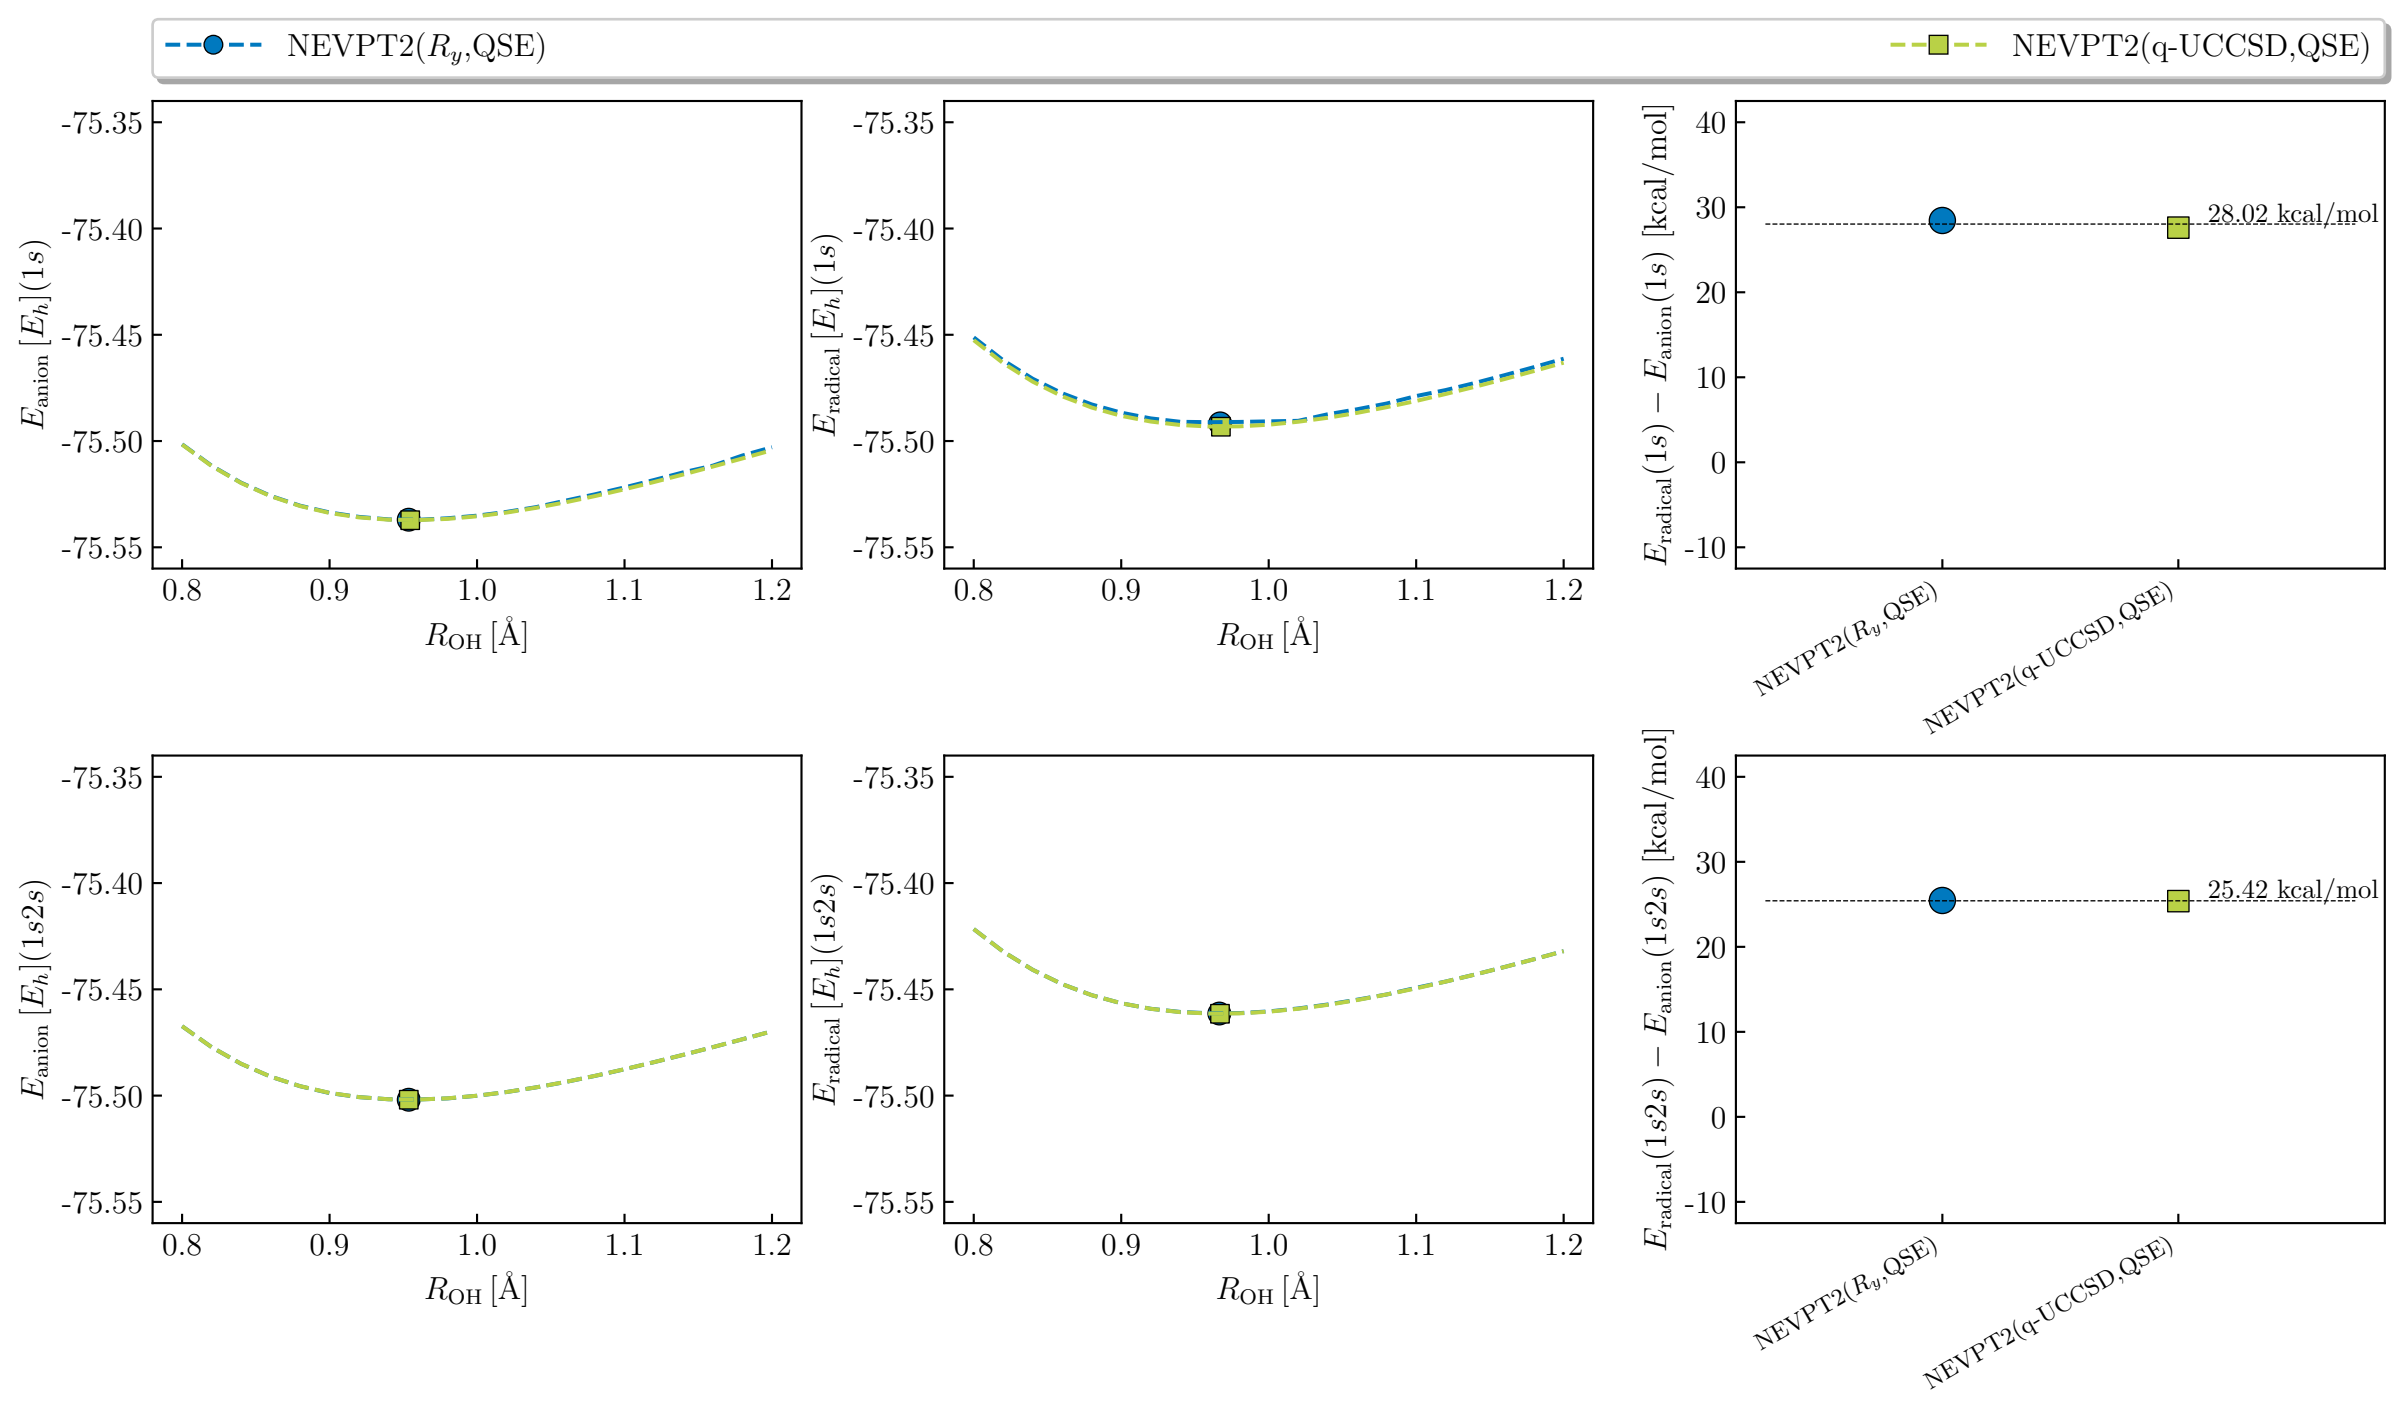 NEVPT2(R_y,QSE)
NEVPT2(q-UCCSD,QSE)
E_anion [E_h](1s)
-75.35
-75.40
-75.45
-75.50
-75.55
0.8 0.9 1.0 1.1 1.2
R_OH [Å]
E_radical [E_h](1s)
-75.35
-75.40
-75.45
-75.50
-75.55
0.8 0.9 1.0 1.1 1.2
R_OH [Å]
E_radical(1s) − E_anion(1s) [kcal/mol]
40
30
20
10
0
-10
28.02 kcal/mol
NEVPT2(R_y,QSE)
NEVPT2(q-UCCSD,QSE)
E_anion [E_h](1s2s)
-75.35
-75.40
-75.45
-75.50
-75.55
0.8 0.9 1.0 1.1 1.2
R_OH [Å]
E_radical [E_h](1s2s)
-75.35
-75.40
-75.45
-75.50
-75.55
0.8 0.9 1.0 1.1 1.2
R_OH [Å]
E_radical(1s2s) − E_anion(1s2s) [kcal/mol]
40
30
20
10
0
-10
25.42 kcal/mol
NEVPT2(R_y,QSE)
NEVPT2(q-UCCSD,QSE)